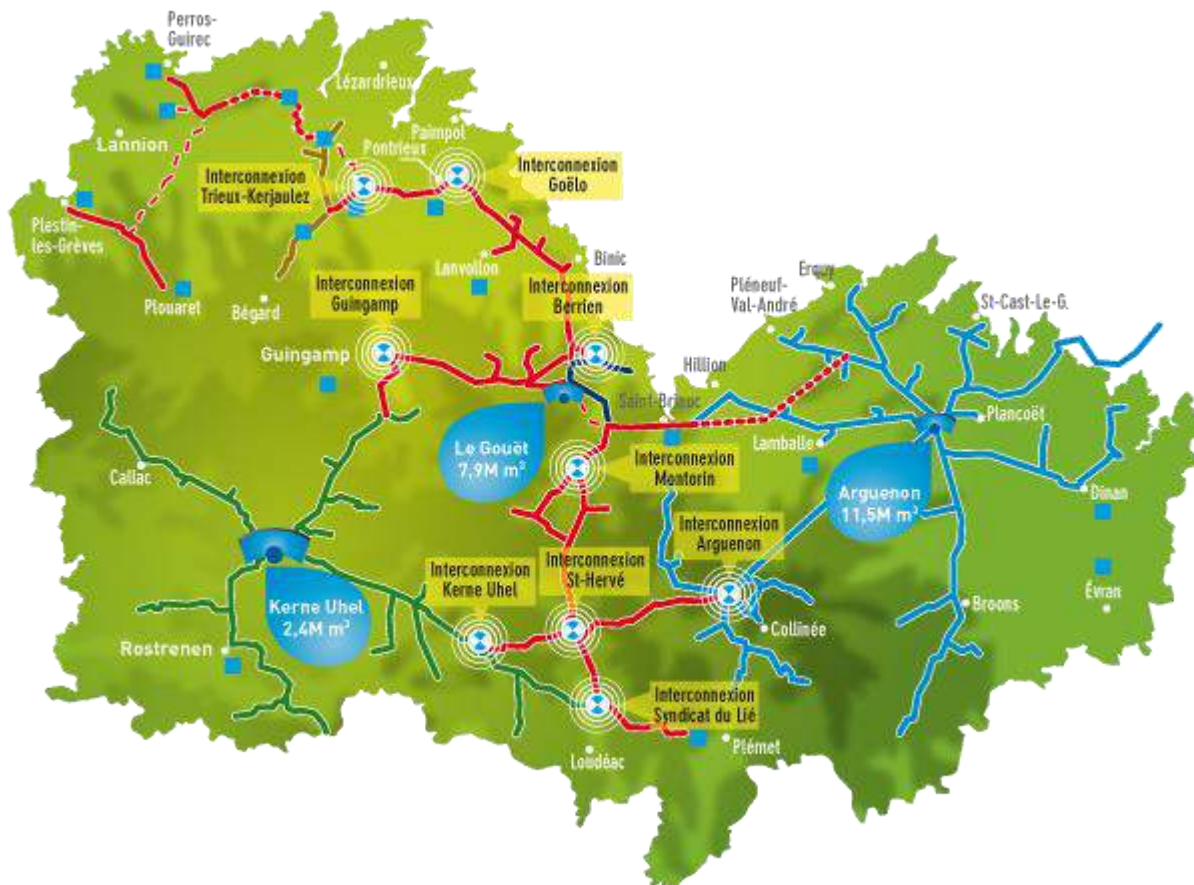 Perros-
Guirec
Lézardrieux
Lannion
Paimpol
Pontrieux
Interconnexion
Trieux-Kerjaulez
Interconnexion
Goëlo
Plestin-
les-Grèves
Plouaret
Bégard
Lanvollon
Binic
Interconnexion
Guingamp
Interconnexion
Berrien
Erquy
Pléneuf-
Val-André
St-Cast-Le-G.
Guingamp
Hillion
Saint-Brieuc
Plancoët
Lamballe
Le Gouët
7,9M m³
Interconnexion
Montorin
Callac
Arguenon
11,5M m³
Dinan
Interconnexion
Arguenon
Interconnexion
St-Hervé
Interconnexion
Kerne Uhel
Kerne Uhel
2,4M m³
Évran
Broons
Collinée
Rostrenen
Interconnexion
Syndicat du Lié
Plémet
Loudéac